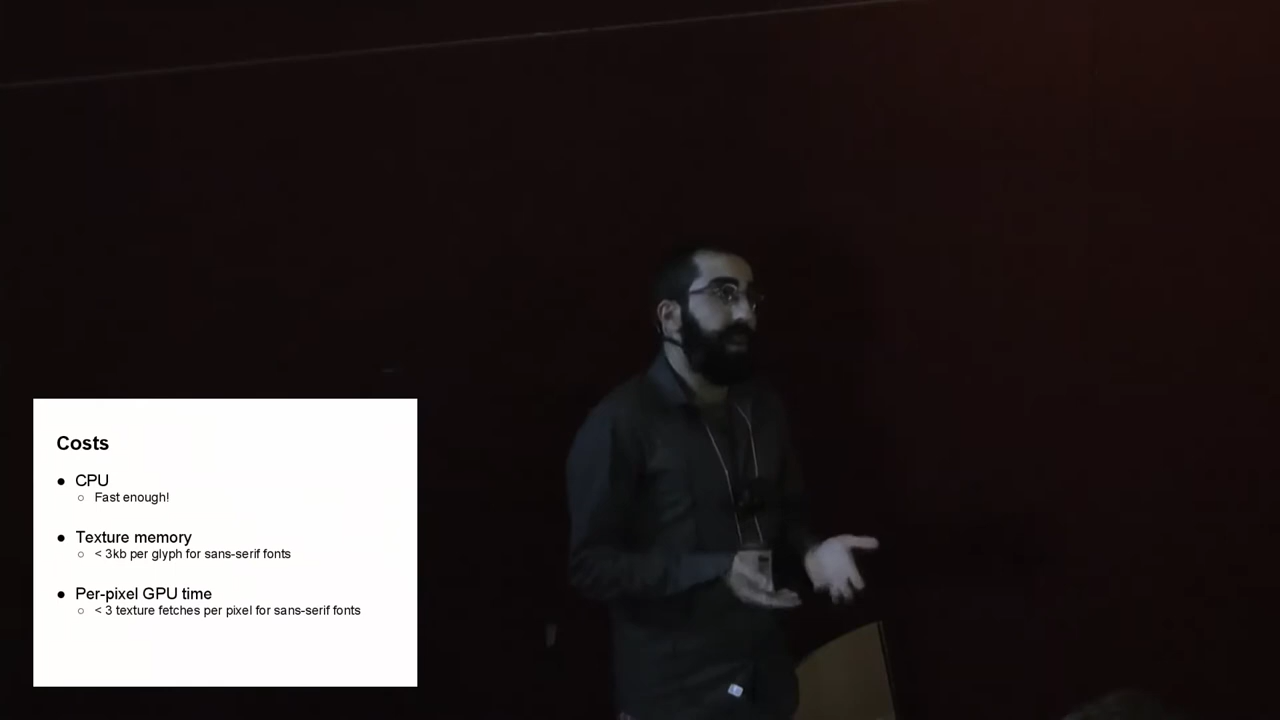 Costs
● CPU
○ Fast enough!
● Texture memory
○ < 3kb per glyph for sans-serif fonts
● Per-pixel GPU time
○ < 3 texture fetches per pixel for sans-serif fonts